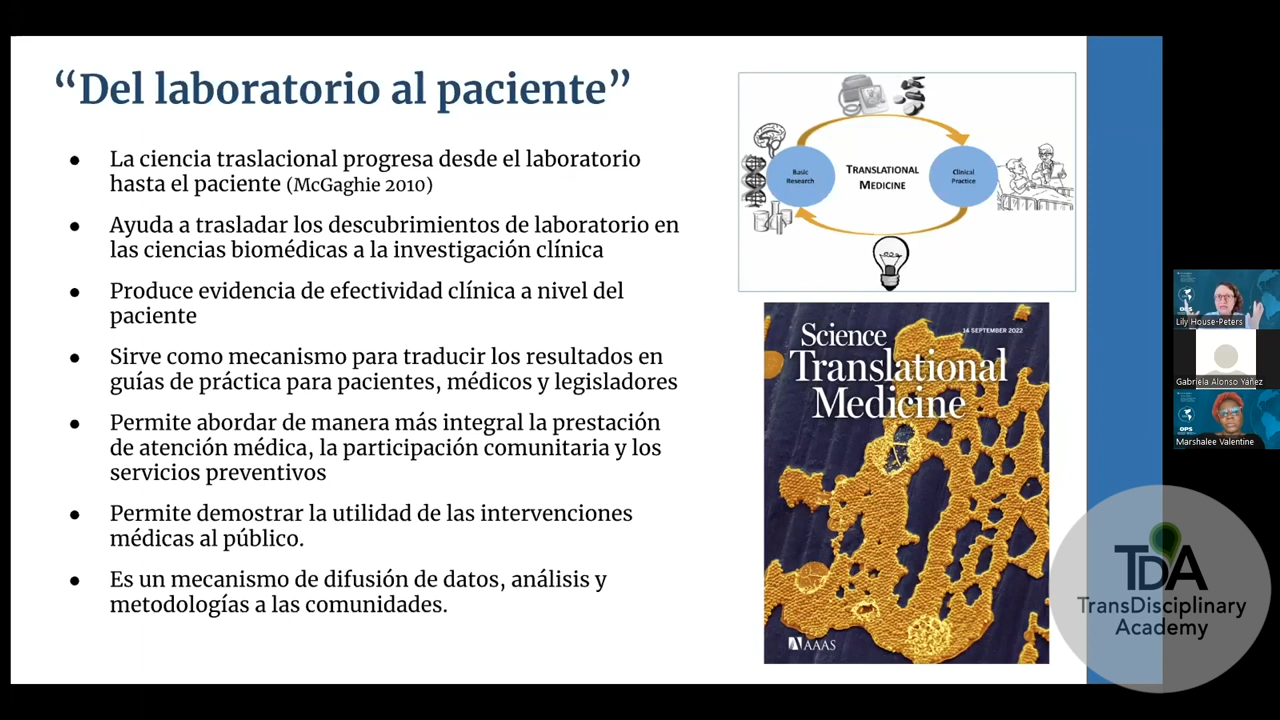 “Del laboratorio al paciente”
● La ciencia traslacional progresa desde el laboratorio
hasta el paciente (McGaghie 2010)
● Ayuda a trasladar los descubrimientos de laboratorio en
las ciencias biomédicas a la investigación clínica
● Produce evidencia de efectividad clínica a nivel del
paciente
● Sirve como mecanismo para traducir los resultados en
guías de práctica para pacientes, médicos y legisladores
● Permite abordar de manera más integral la prestación
de atención médica, la participación comunitaria y los
servicios preventivos
● Permite demostrar la utilidad de las intervenciones
médicas al público.
● Es un mecanismo de difusión de datos, análisis y
metodologías a las comunidades.
Basic
Research
TRANSLATIONAL
MEDICINE
Clinical
Practice
Science
14 SEPTEMBER 2022
Translational
Medicine
AAAS
OPS
Lily House-Peters
Gabriela Alonso Yañez
OPS
Marshalee Valentine
TDA
TransDisciplinary
Academy